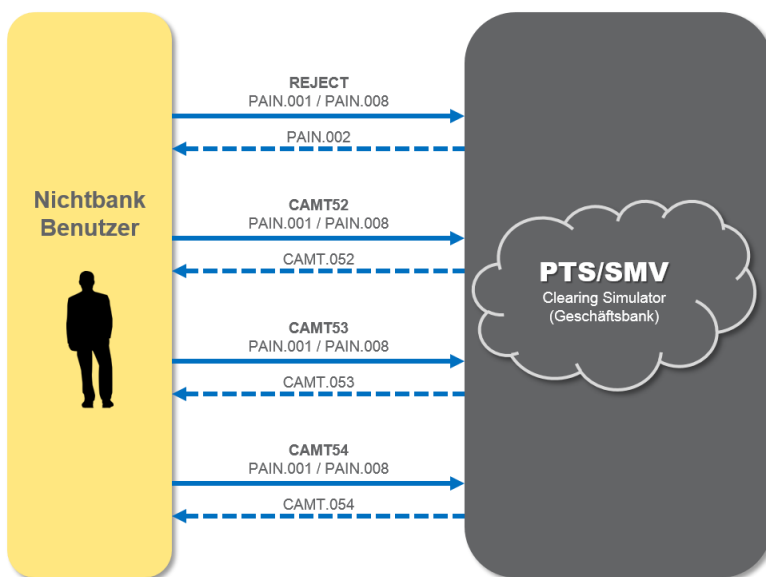 REJECT
PAIN.001 / PAIN.008
PAIN.002
Nichtbank
Benutzer
CAMT52
PAIN.001 / PAIN.008
CAMT.052
PTS/SMV
Clearing Simulator
(Geschäftsbank)
CAMT53
PAIN.001 / PAIN.008
CAMT.053
CAMT54
PAIN.001 / PAIN.008
CAMT.054